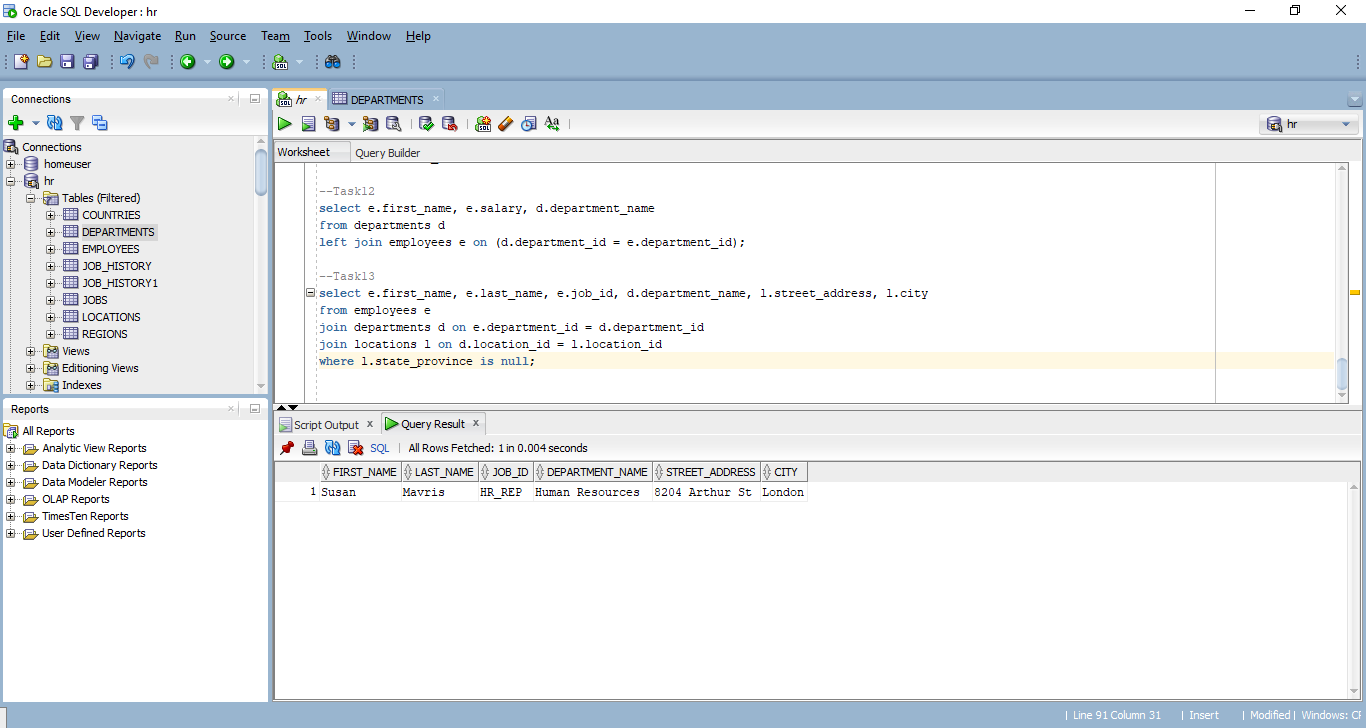 Oracle SQL Developer : hr
File Edit View Navigate Run Source Team Tools Window Help
Connections
Connections
homeuser
hr
Tables (Filtered)
COUNTRIES
DEPARTMENTS
EMPLOYEES
JOB_HISTORY
JOB_HISTORY1
JOBS
LOCATIONS
REGIONS
Views
Editioning Views
Indexes
Reports
All Reports
Analytic View Reports
Data Dictionary Reports
Data Modeler Reports
OLAP Reports
TimesTen Reports
User Defined Reports
hr DEPARTMENTS
hr
Worksheet Query Builder
--Task12
select e.first_name, e.salary, d.department_name
from departments d
left join employees e on (d.department_id = e.department_id);
--Task13
select e.first_name, e.last_name, e.job_id, d.department_name, l.street_address, l.city
from employees e
join departments d on e.department_id = d.department_id
join locations l on d.location_id = l.location_id
where l.state_province is null;
Script Output x Query Result x
SQL | All Rows Fetched: 1 in 0.004 seconds
FIRST_NAME LAST_NAME JOB_ID DEPARTMENT_NAME STREET_ADDRESS CITY
1 Susan Mavris HR_REP Human Resources 8204 Arthur St London
| Line 91 Column 31 | Insert | Modified | Windows: CF